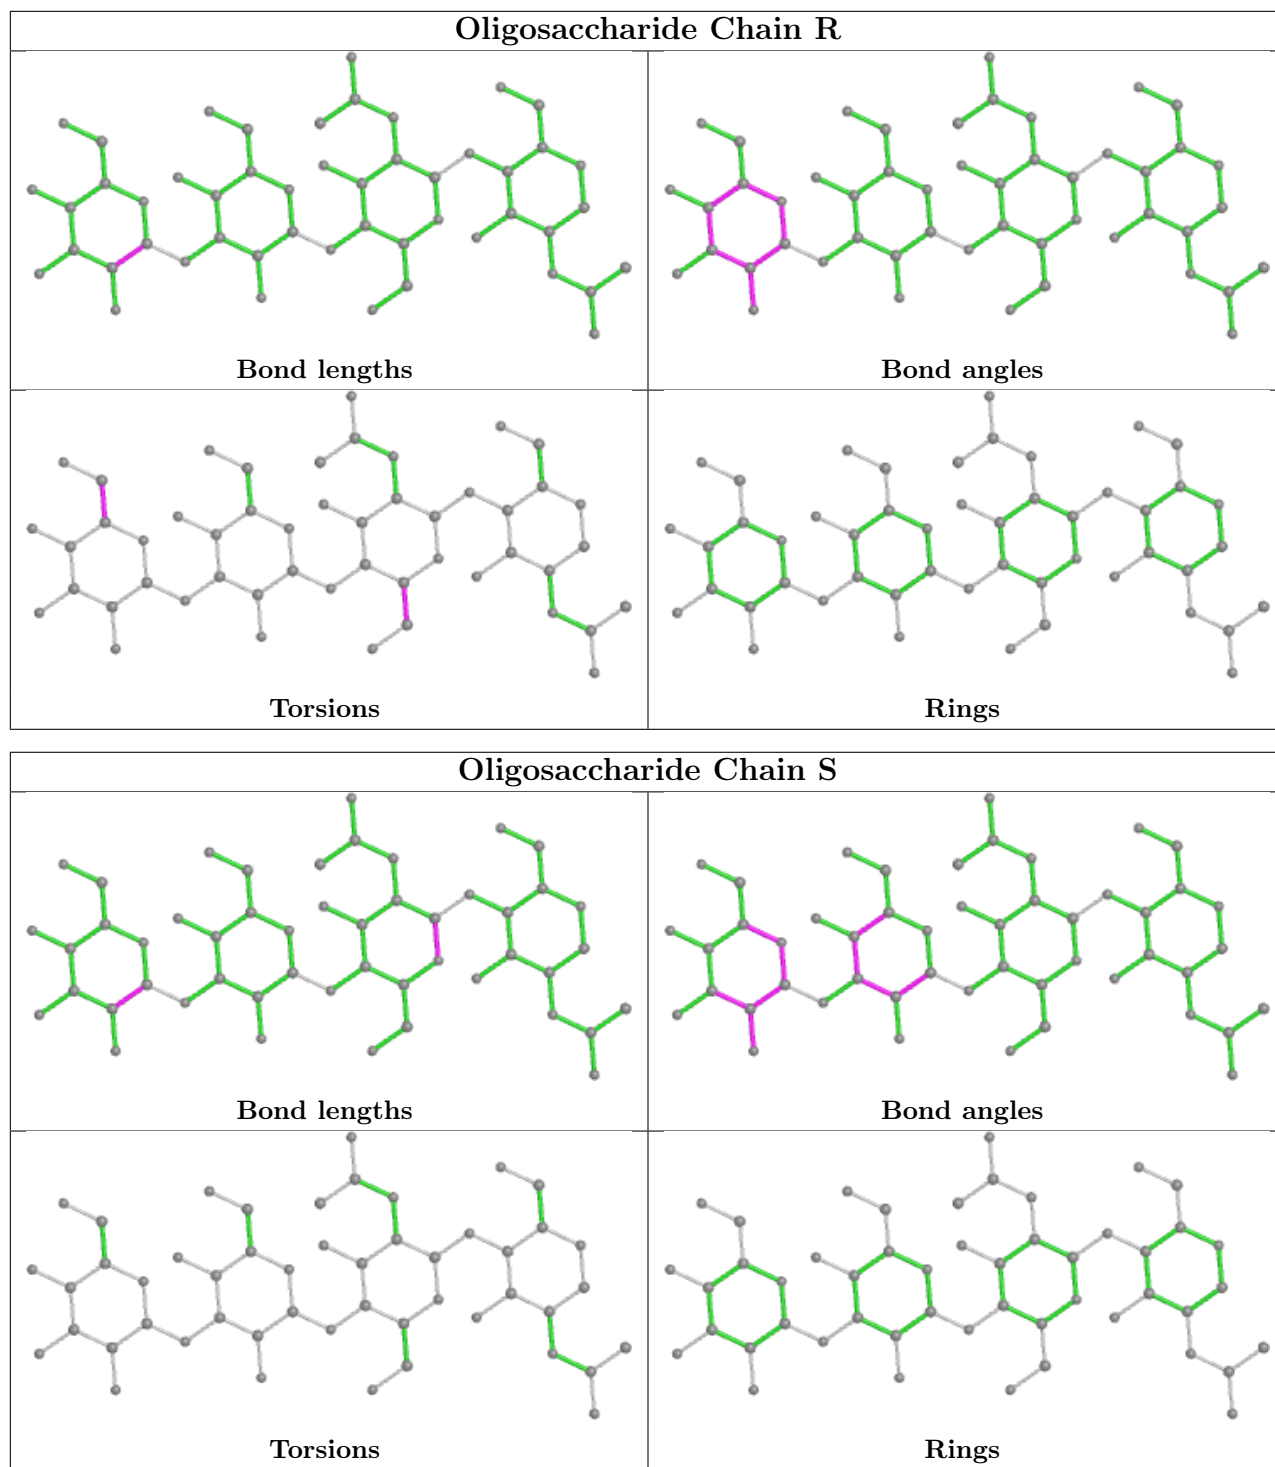 Oligosaccharide Chain R
Bond lengths
Bond angles
Torsions
Rings
Oligosaccharide Chain S
Bond lengths
Bond angles
Torsions
Rings